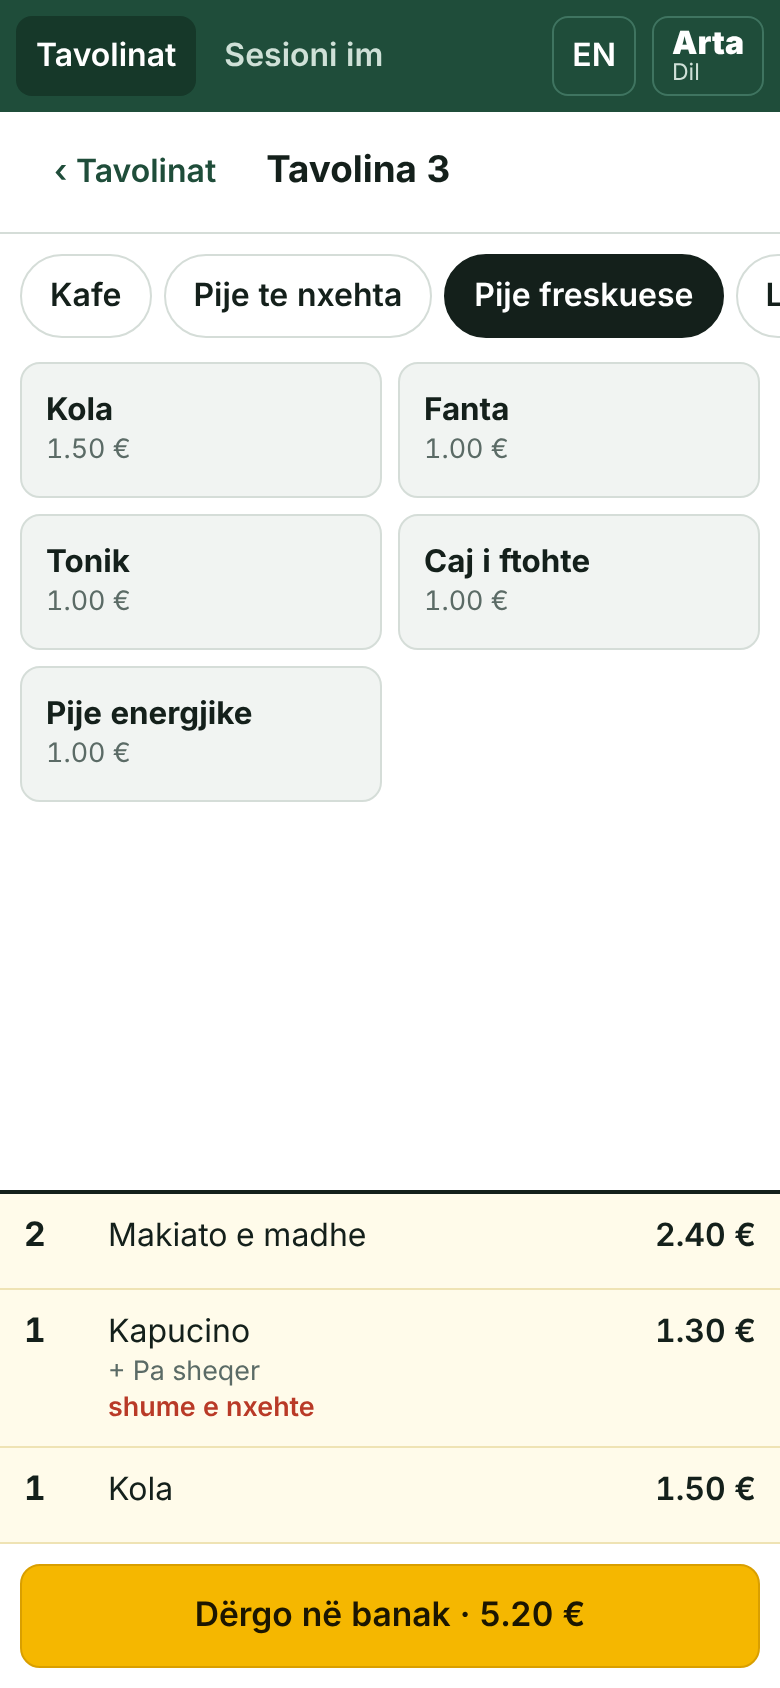 Tavolinat
Sesioni im
EN
Arta
Dil
‹ Tavolinat
Tavolina 3
Kafe
Pije te nxehta
Pije freskuese
L
Kola
1.50 €
Fanta
1.00 €
Tonik
1.00 €
Caj i ftohte
1.00 €
Pije energjike
1.00 €
2 Makiato e madhe 2.40 €
1 Kapucino 1.30 €
+ Pa sheqer
shume e nxehte
1 Kola 1.50 €
Dërgo në banak · 5.20 €